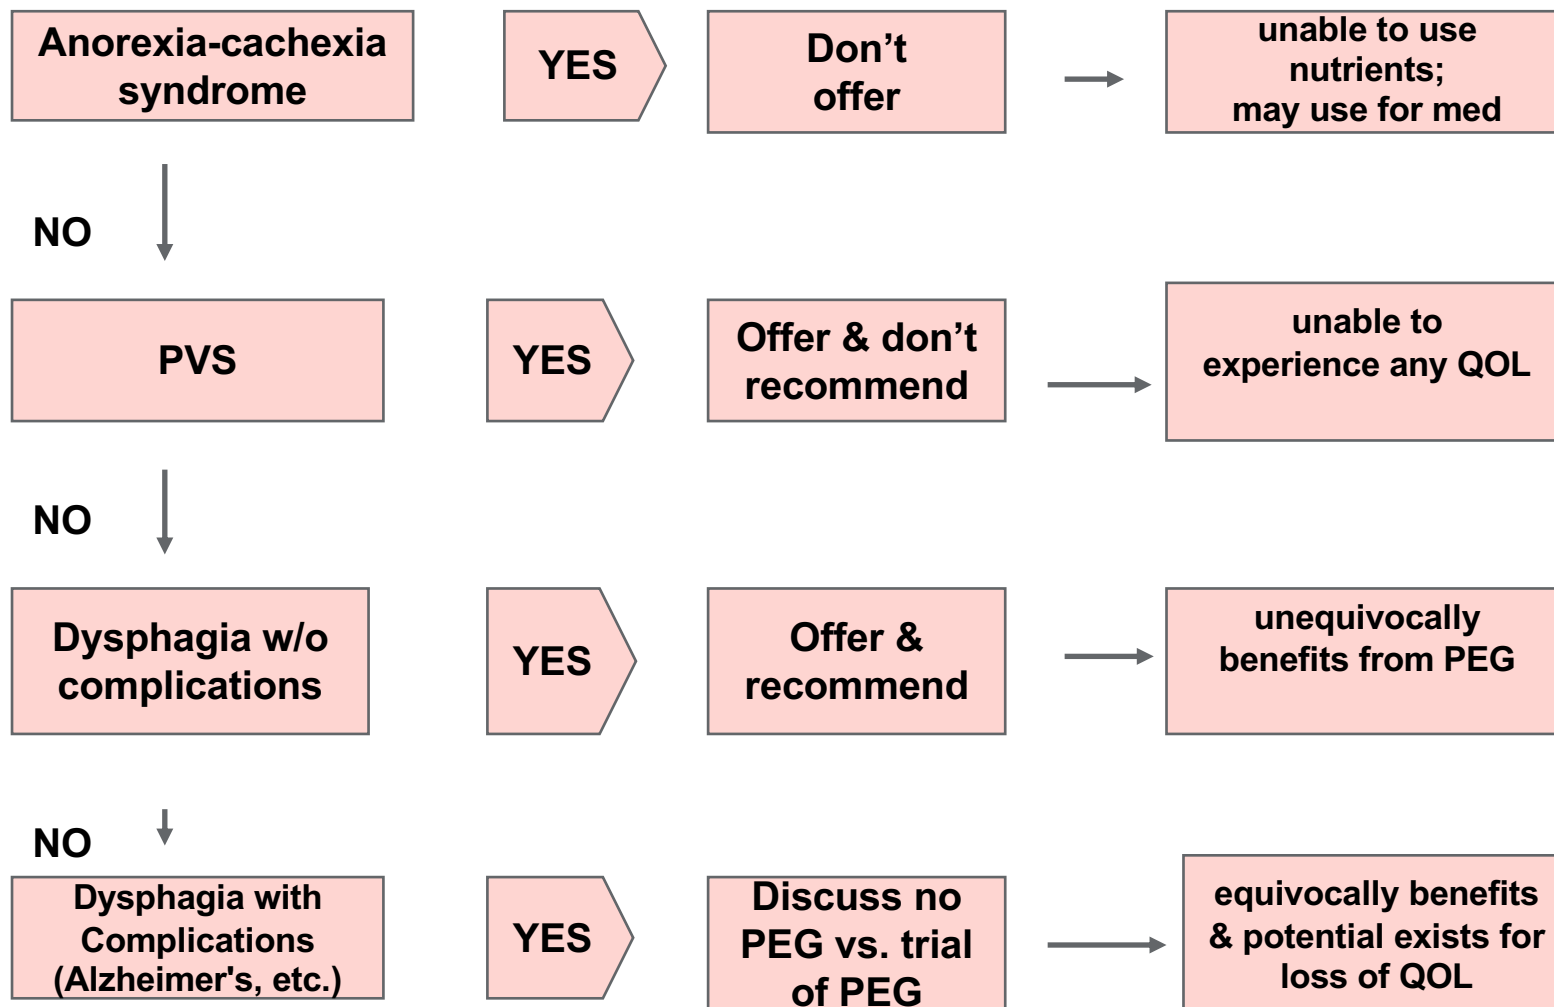 Anorexia-cachexia
syndrome
YES
Don’t
offer
unable to use
nutrients;
may use for med
NO
PVS
YES
Offer & don’t
recommend
unable to
experience any QOL
NO
Dysphagia w/o
complications
YES
Offer &
recommend
unequivocally
benefits from PEG
NO
Dysphagia with
Complications
(Alzheimer's, etc.)
YES
Discuss no
PEG vs. trial
of PEG
equivocally benefits
& potential exists for
loss of QOL